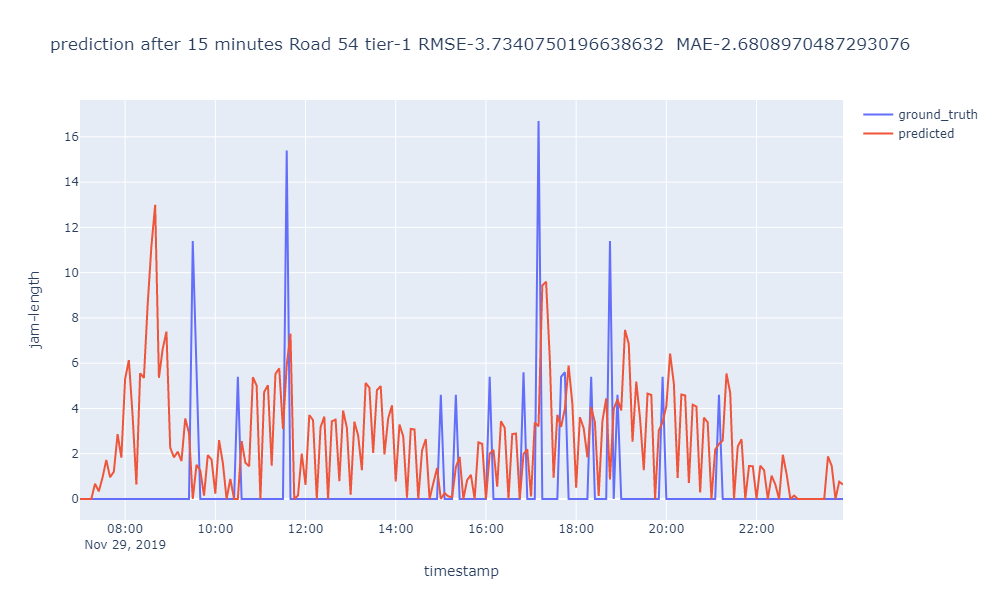 prediction after 15 minutes Road 54 tier-1 RMSE-3.7340750196638632  MAE-2.6808970487293076
ground_truth
predicted
16
14
12
10
8
6
4
2
0
jam-length
08:00 10:00 12:00 14:00 16:00 18:00 20:00 22:00
Nov 29, 2019
timestamp